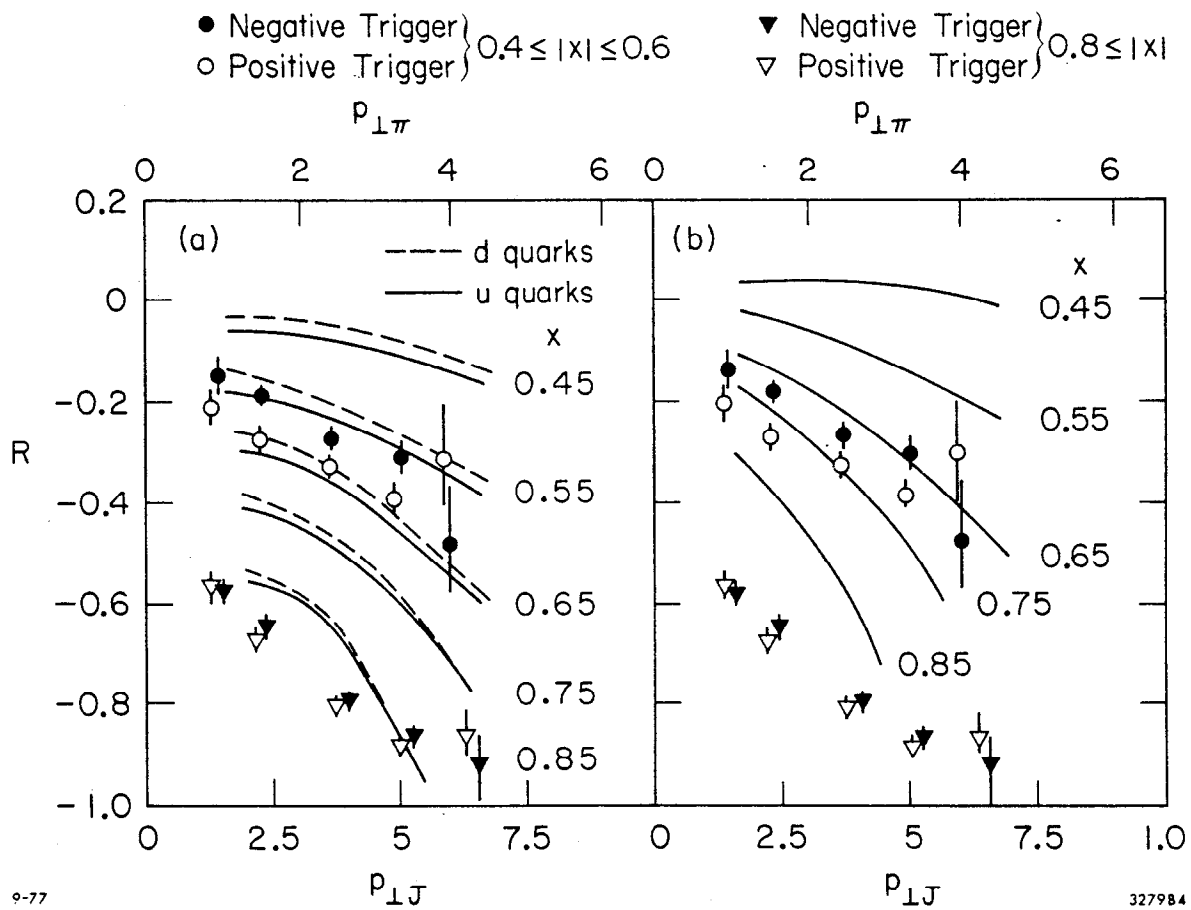 ● Negative Trigger } 0.4 ≤ |x| ≤ 0.6
○ Positive Trigger
▼ Negative Trigger } 0.8 ≤ |x|
▽ Positive Trigger
p⊥π
0 2 4 6 0 2 4 6
0.2
0
-0.2
-0.4
-0.6
-0.8
-1.0
R
(a)
d quarks
u quarks
x
0.45
0.55
0.65
0.75
0.85
(b)
x
0.45
0.55
0.65
0.75
0.85
0 2.5 5 7.5 0 2.5 5 7.5 1.0
p⊥J p⊥J
9-77
327984